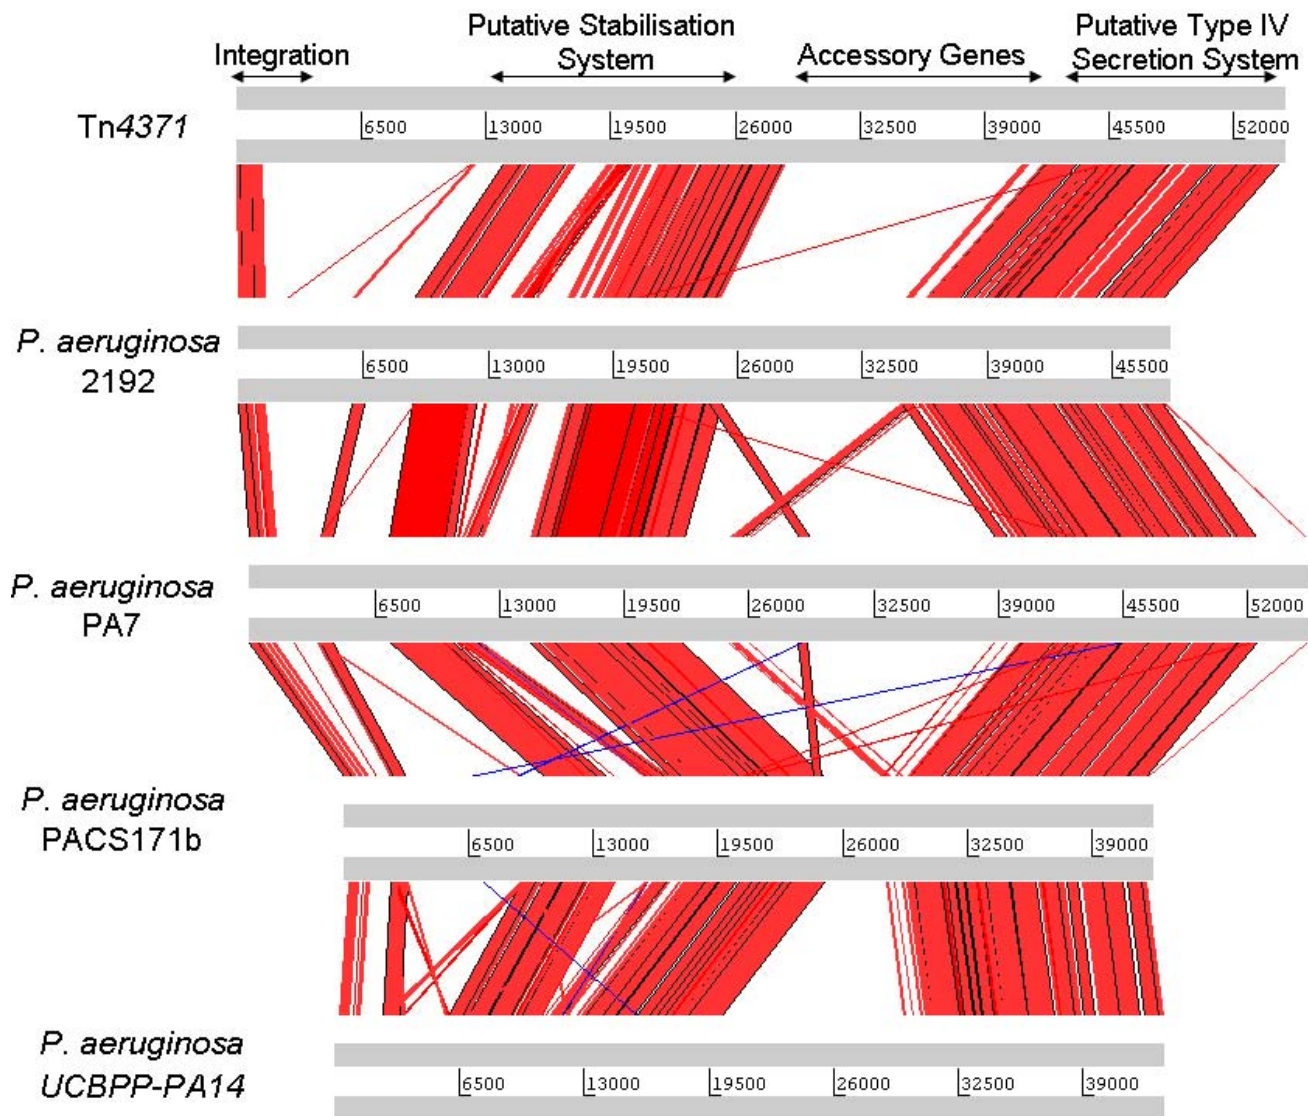 Integration
Putative Stabilisation
System
Accessory Genes
Putative Type IV
Secretion System
Tn4371
6500 13000 19500 26000 32500 39000 45500 52000
P. aeruginosa
2192
6500 13000 19500 26000 32500 39000 45500
P. aeruginosa
PA7
6500 13000 19500 26000 32500 39000 45500 52000
P. aeruginosa
PACS171b
6500 13000 19500 26000 32500 39000
P. aeruginosa
UCBPP-PA14
6500 13000 19500 26000 32500 39000